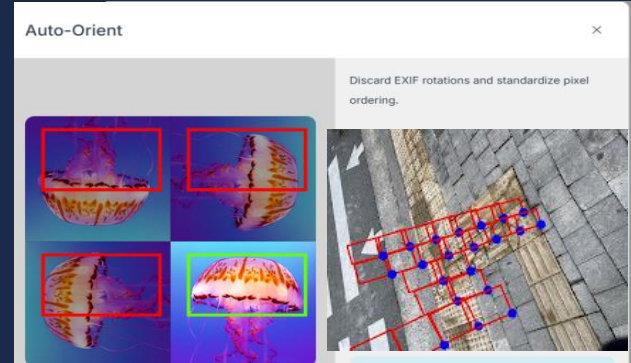 Auto-Orient
×
Discard EXIF rotations and standardize pixel
ordering.